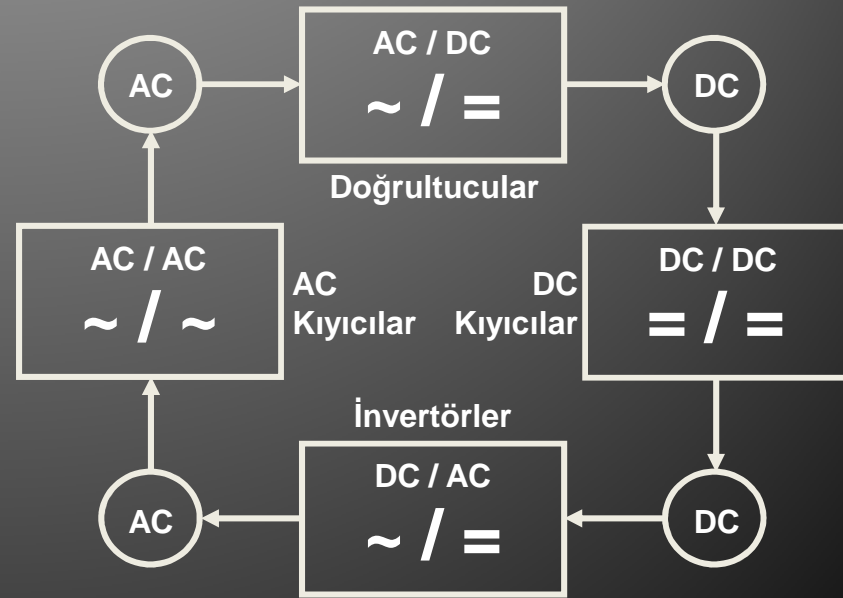 AC
AC / DC
~ / =
DC
Doğrultucular
AC / AC
~ / ~
AC
Kıyıcılar
DC
Kıyıcılar
DC / DC
= / =
İnvertörler
AC
DC / AC
~ / =
DC